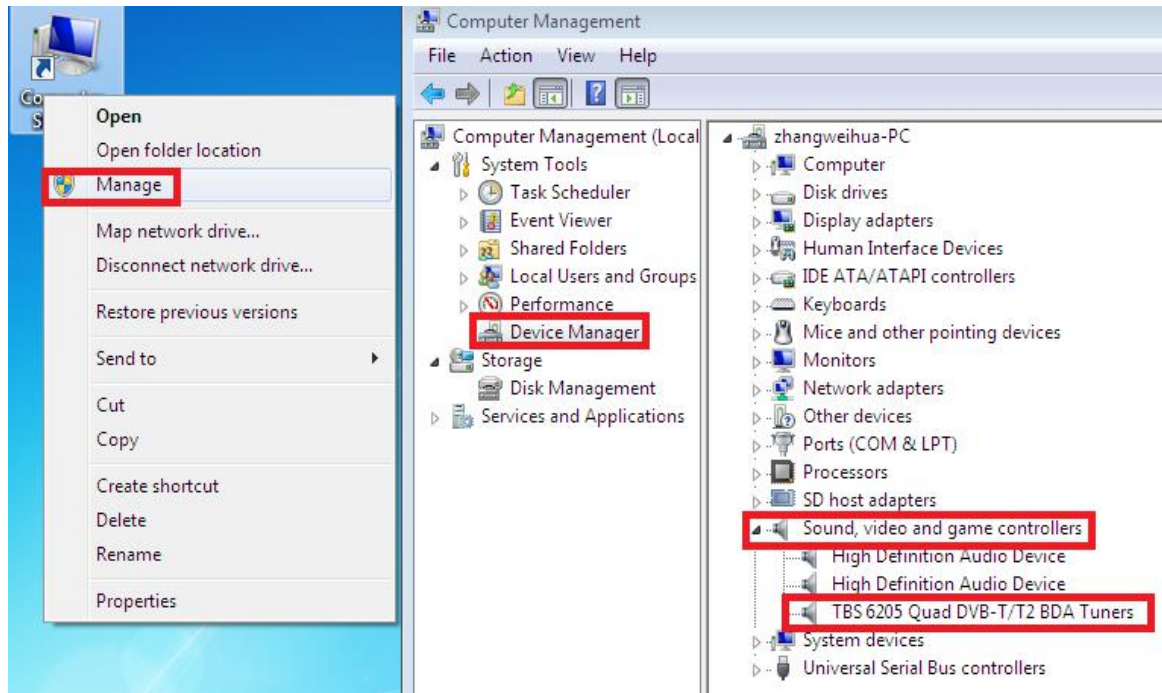 Open
Open folder location
Manage
Map network drive...
Disconnect network drive...
Restore previous versions
Send to
Cut
Copy
Create shortcut
Delete
Rename
Properties
Computer Management
File Action View Help
Computer Management (Local
System Tools
Task Scheduler
Event Viewer
Shared Folders
Local Users and Groups
Performance
Device Manager
Storage
Disk Management
Services and Applications
zhangweihua-PC
Computer
Disk drives
Display adapters
Human Interface Devices
IDE ATA/ATAPI controllers
Keyboards
Mice and other pointing devices
Monitors
Network adapters
Other devices
Ports (COM & LPT)
Processors
SD host adapters
Sound, video and game controllers
High Definition Audio Device
High Definition Audio Device
TBS 6205 Quad DVB-T/T2 BDA Tuners
System devices
Universal Serial Bus controllers